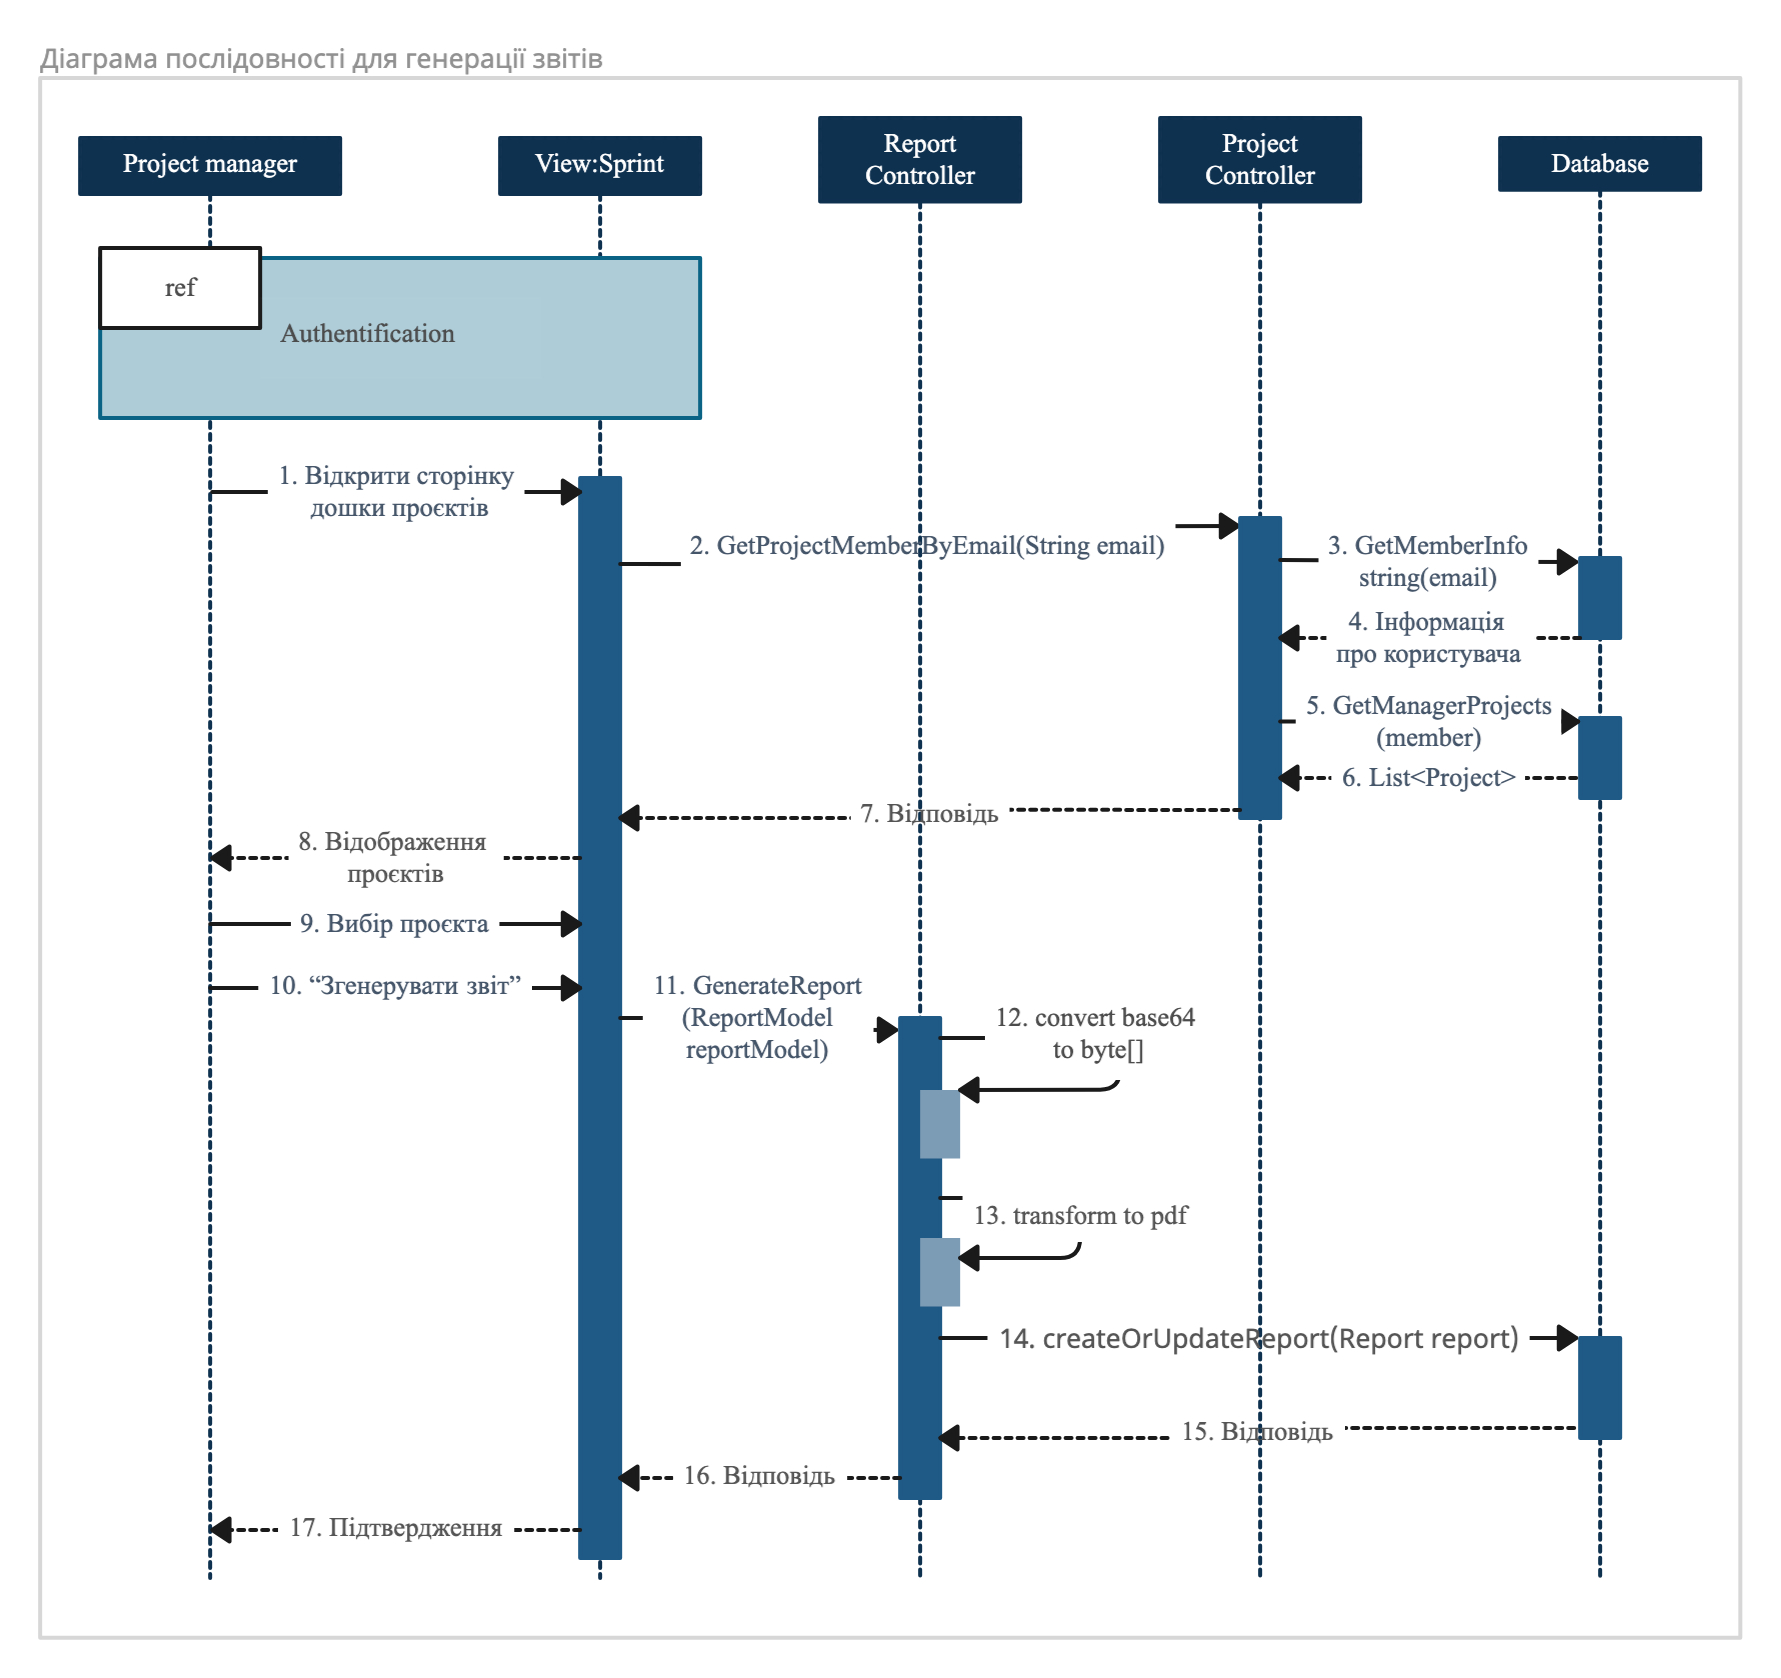 Діаграма послідовності для генерації звітів
Project manager
View:Sprint
Report
Controller
Project
Controller
Database
ref
Authentification
1. Відкрити сторінку
дошки проєктів
2. GetProjectMemberByEmail(String email)
3. GetMemberInfo
string(email)
4. Інформація
про користувача
5. GetManagerProjects
(member)
6. List<Project>
7. Відповідь
8. Відображення
проєктів
9. Вибір проєкта
10. “Згенерувати звіт”
11. GenerateReport
(ReportModel
reportModel)
12. convert base64
to byte[]
13. transform to pdf
14. createOrUpdateReport(Report report)
15. Відповідь
16. Відповідь
17. Підтвердження